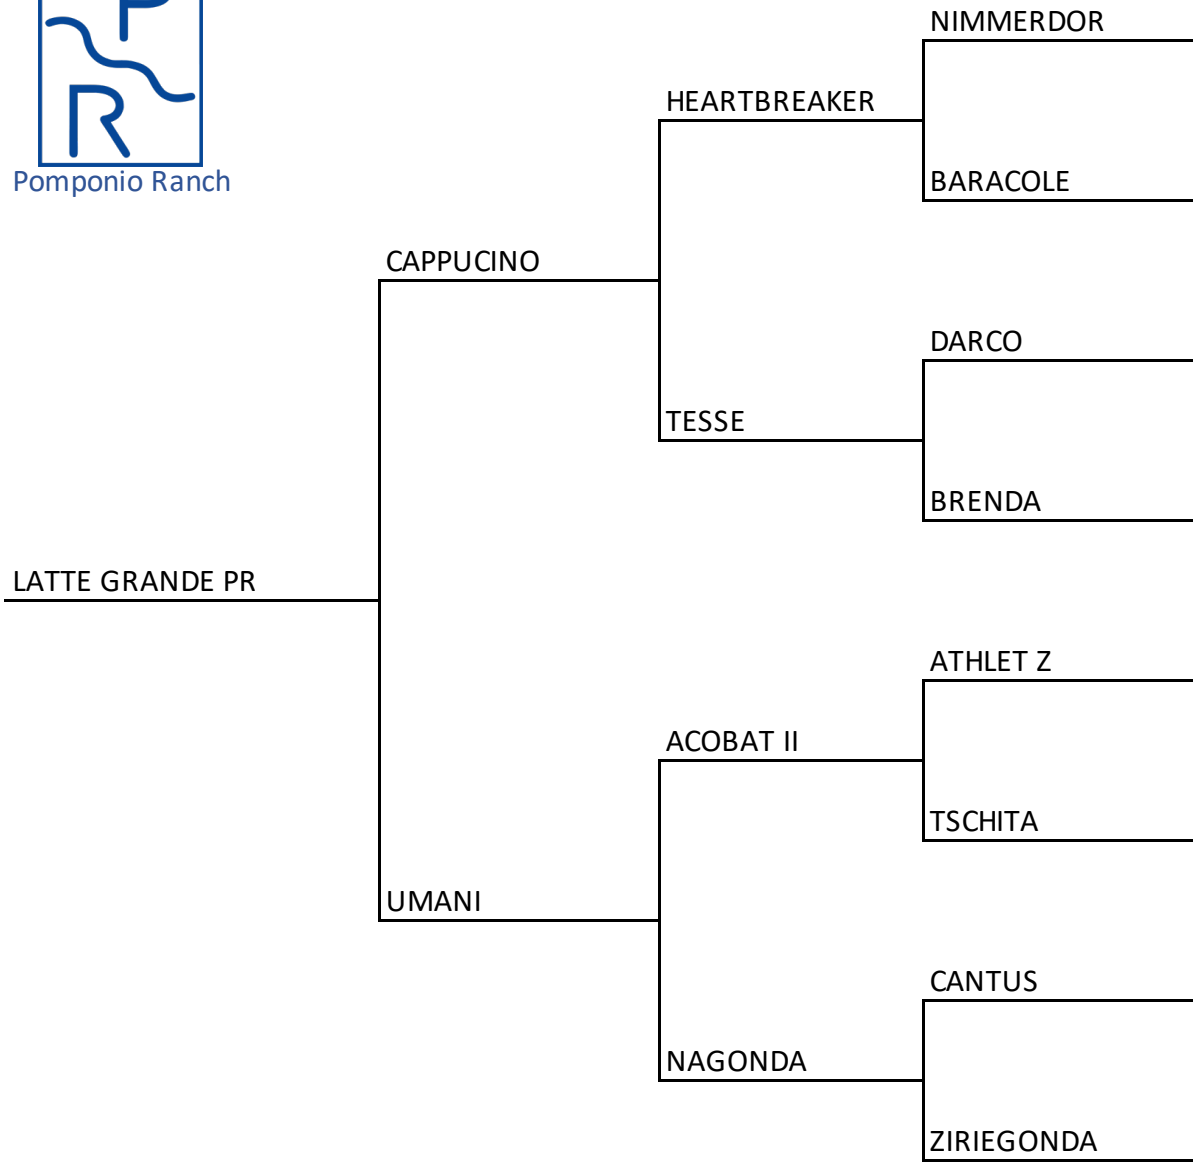 P
R
Pomponio Ranch
NIMMERDOR
HEARTBREAKER
BARACOLE
CAPPUCINO
DARCO
TESSE
BRENDA
LATTE GRANDE PR
ATHLET Z
ACOBAT II
TSCHITA
UMANI
CANTUS
NAGONDA
ZIRIEGONDA